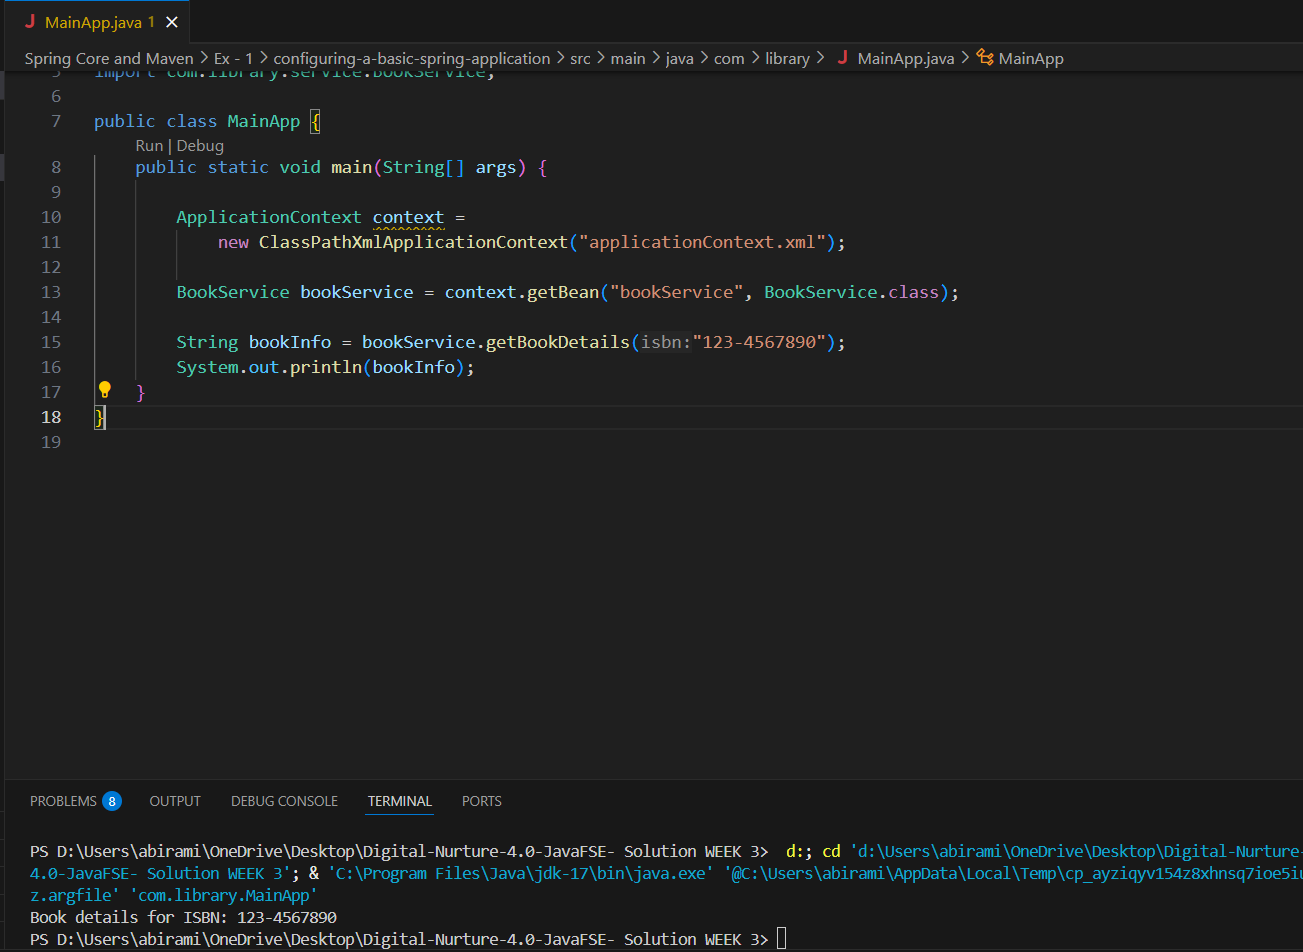 J MainApp.java 1 ×
Spring Core and Maven > Ex - 1 > configuring-a-basic-spring-application > src > main > java > com > library > J MainApp.java > MainApp
5 import com.library.service.BookService;
6
7 public class MainApp {
Run | Debug
8 public static void main(String[] args) {
9
10 ApplicationContext context =
11 new ClassPathXmlApplicationContext("applicationContext.xml");
12
13 BookService bookService = context.getBean("bookService", BookService.class);
14
15 String bookInfo = bookService.getBookDetails(isbn:"123-4567890");
16 System.out.println(bookInfo);
17 }
18 }
19
PROBLEMS 8 OUTPUT DEBUG CONSOLE TERMINAL PORTS
PS D:\Users\abirami\OneDrive\Desktop\Digital-Nurture-4.0-JavaFSE- Solution WEEK 3> d:; cd 'd:\Users\abirami\OneDrive\Desktop\Digital-Nurture-
4.0-JavaFSE- Solution WEEK 3'; & 'C:\Program Files\Java\jdk-17\bin\java.exe' '@C:\Users\abirami\AppData\Local\Temp\cp_ayziqyv154z8xhnsq7ioe5iu
z.argfile' 'com.library.MainApp'
Book details for ISBN: 123-4567890
PS D:\Users\abirami\OneDrive\Desktop\Digital-Nurture-4.0-JavaFSE- Solution WEEK 3>